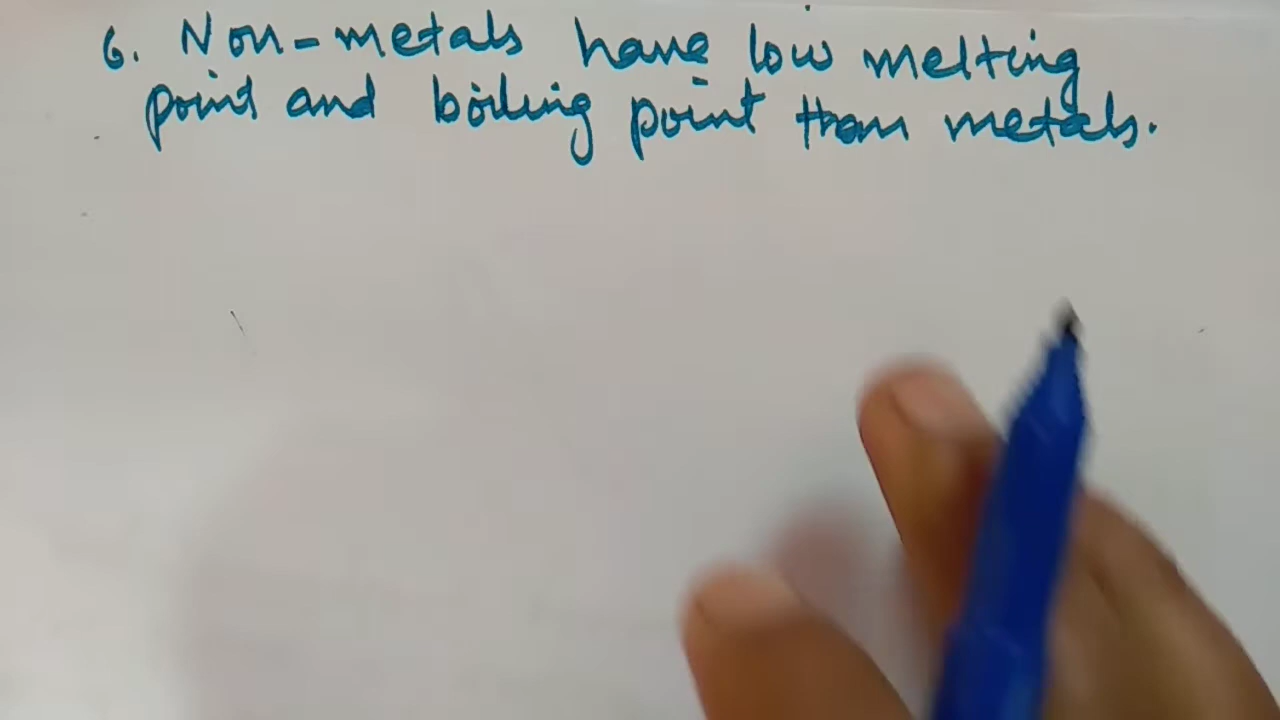 6. Non-metals have low melting
point and boiling point than metals.